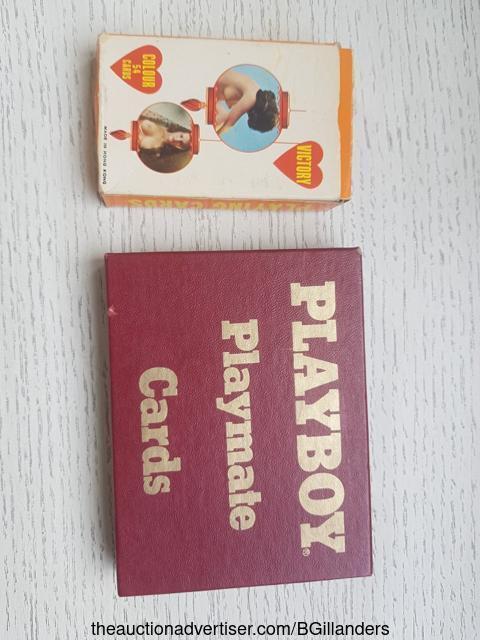 COLOUR
54
CARDS
VICTORY
MADE IN HONG KONG
PLAYING CARDS
PLAYBOY®
Playmate
Cards
theauctionadvertiser.com/BGillanders